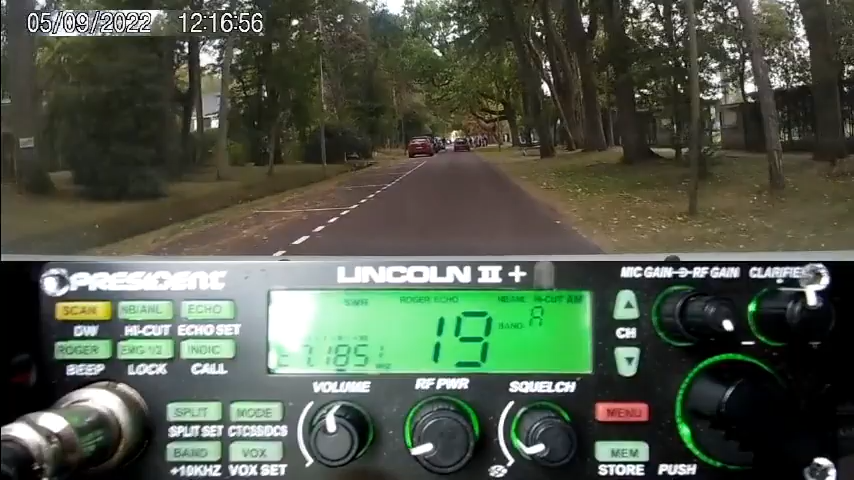 05/09/2022 12:16:56
PRESIDENT LINCOLN II + MIC GAIN RF GAIN CLARIFIER
SCAN NB/ANL ECHO
DW HI-CUT ECHO SET
ROGER EMG 1/2 INDIC
BEEP LOCK CALL
ROGER ECHO NB/ANL HI-CUT AM
19 BAND A
CH
VOLUME RF PWR SQUELCH
SPLIT MODE
SPLIT SET CTCSS/DCS
BAND VOX
+10KHZ VOX SET
MENU
MEM
STORE PUSH